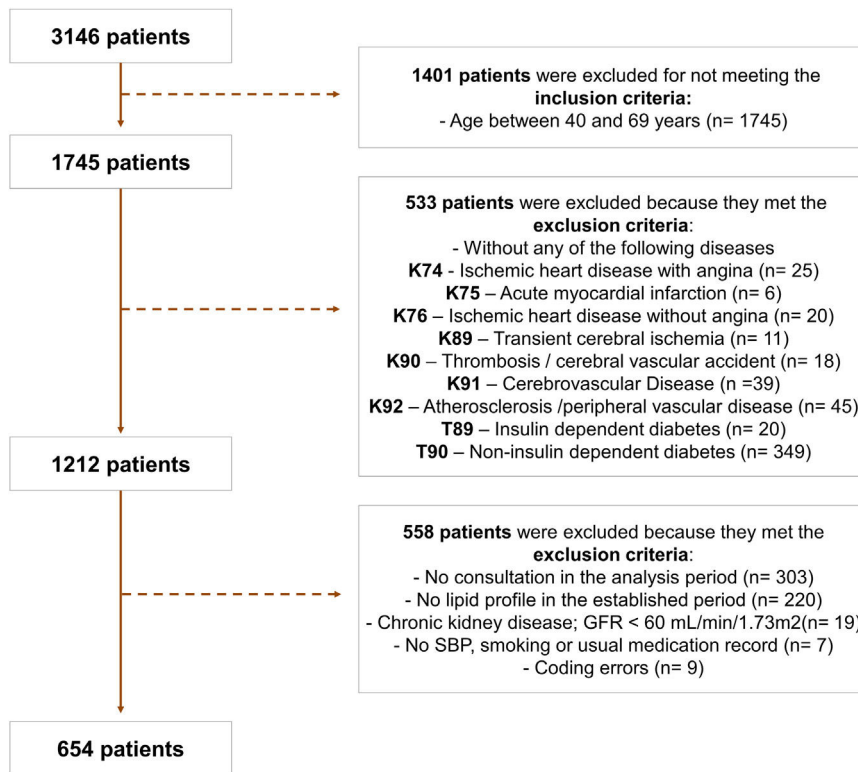 3146 patients
1401 patients were excluded for not meeting the
inclusion criteria:
- Age between 40 and 69 years (n= 1745)
1745 patients
533 patients were excluded because they met the
exclusion criteria:
- Without any of the following diseases
K74 - Ischemic heart disease with angina (n= 25)
K75 – Acute myocardial infarction (n= 6)
K76 – Ischemic heart disease without angina (n= 20)
K89 – Transient cerebral ischemia (n= 11)
K90 – Thrombosis / cerebral vascular accident (n= 18)
K91 – Cerebrovascular Disease (n =39)
K92 – Atherosclerosis /peripheral vascular disease (n= 45)
T89 – Insulin dependent diabetes (n= 20)
T90 – Non-insulin dependent diabetes (n= 349)
1212 patients
558 patients were excluded because they met the
exclusion criteria:
- No consultation in the analysis period (n= 303)
- No lipid profile in the established period (n= 220)
- Chronic kidney disease; GFR < 60 mL/min/1.73m2(n= 19)
- No SBP, smoking or usual medication record (n= 7)
- Coding errors (n= 9)
654 patients